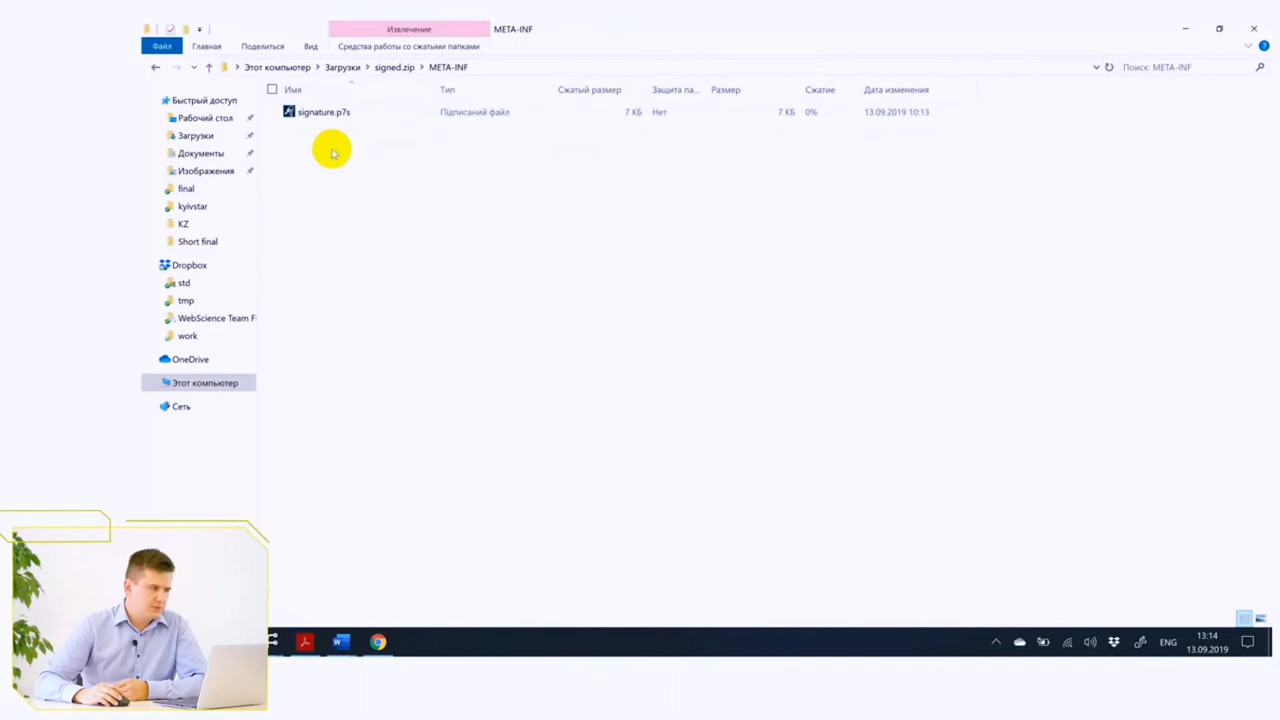 Извлечение
META-INF
Файл
Главная
Поделиться
Вид
Средства работы со сжатыми папками
Этот компьютер
Загрузки
signed.zip
META-INF
Поиск: META-INF
Имя
Тип
Сжатый размер
Защита па...
Размер
Сжатие
Дата изменения
signature.p7s
Підписаний файл
7 КБ
Нет
7 КБ
0%
13.09.2019 10:13
Быстрый доступ
Рабочий стол
Загрузки
Документы
Изображения
final
kyivstar
KZ
Short final
Dropbox
std
tmp
WebScience Team F
work
OneDrive
Этот компьютер
Сеть
ENG
13:14
13.09.2019